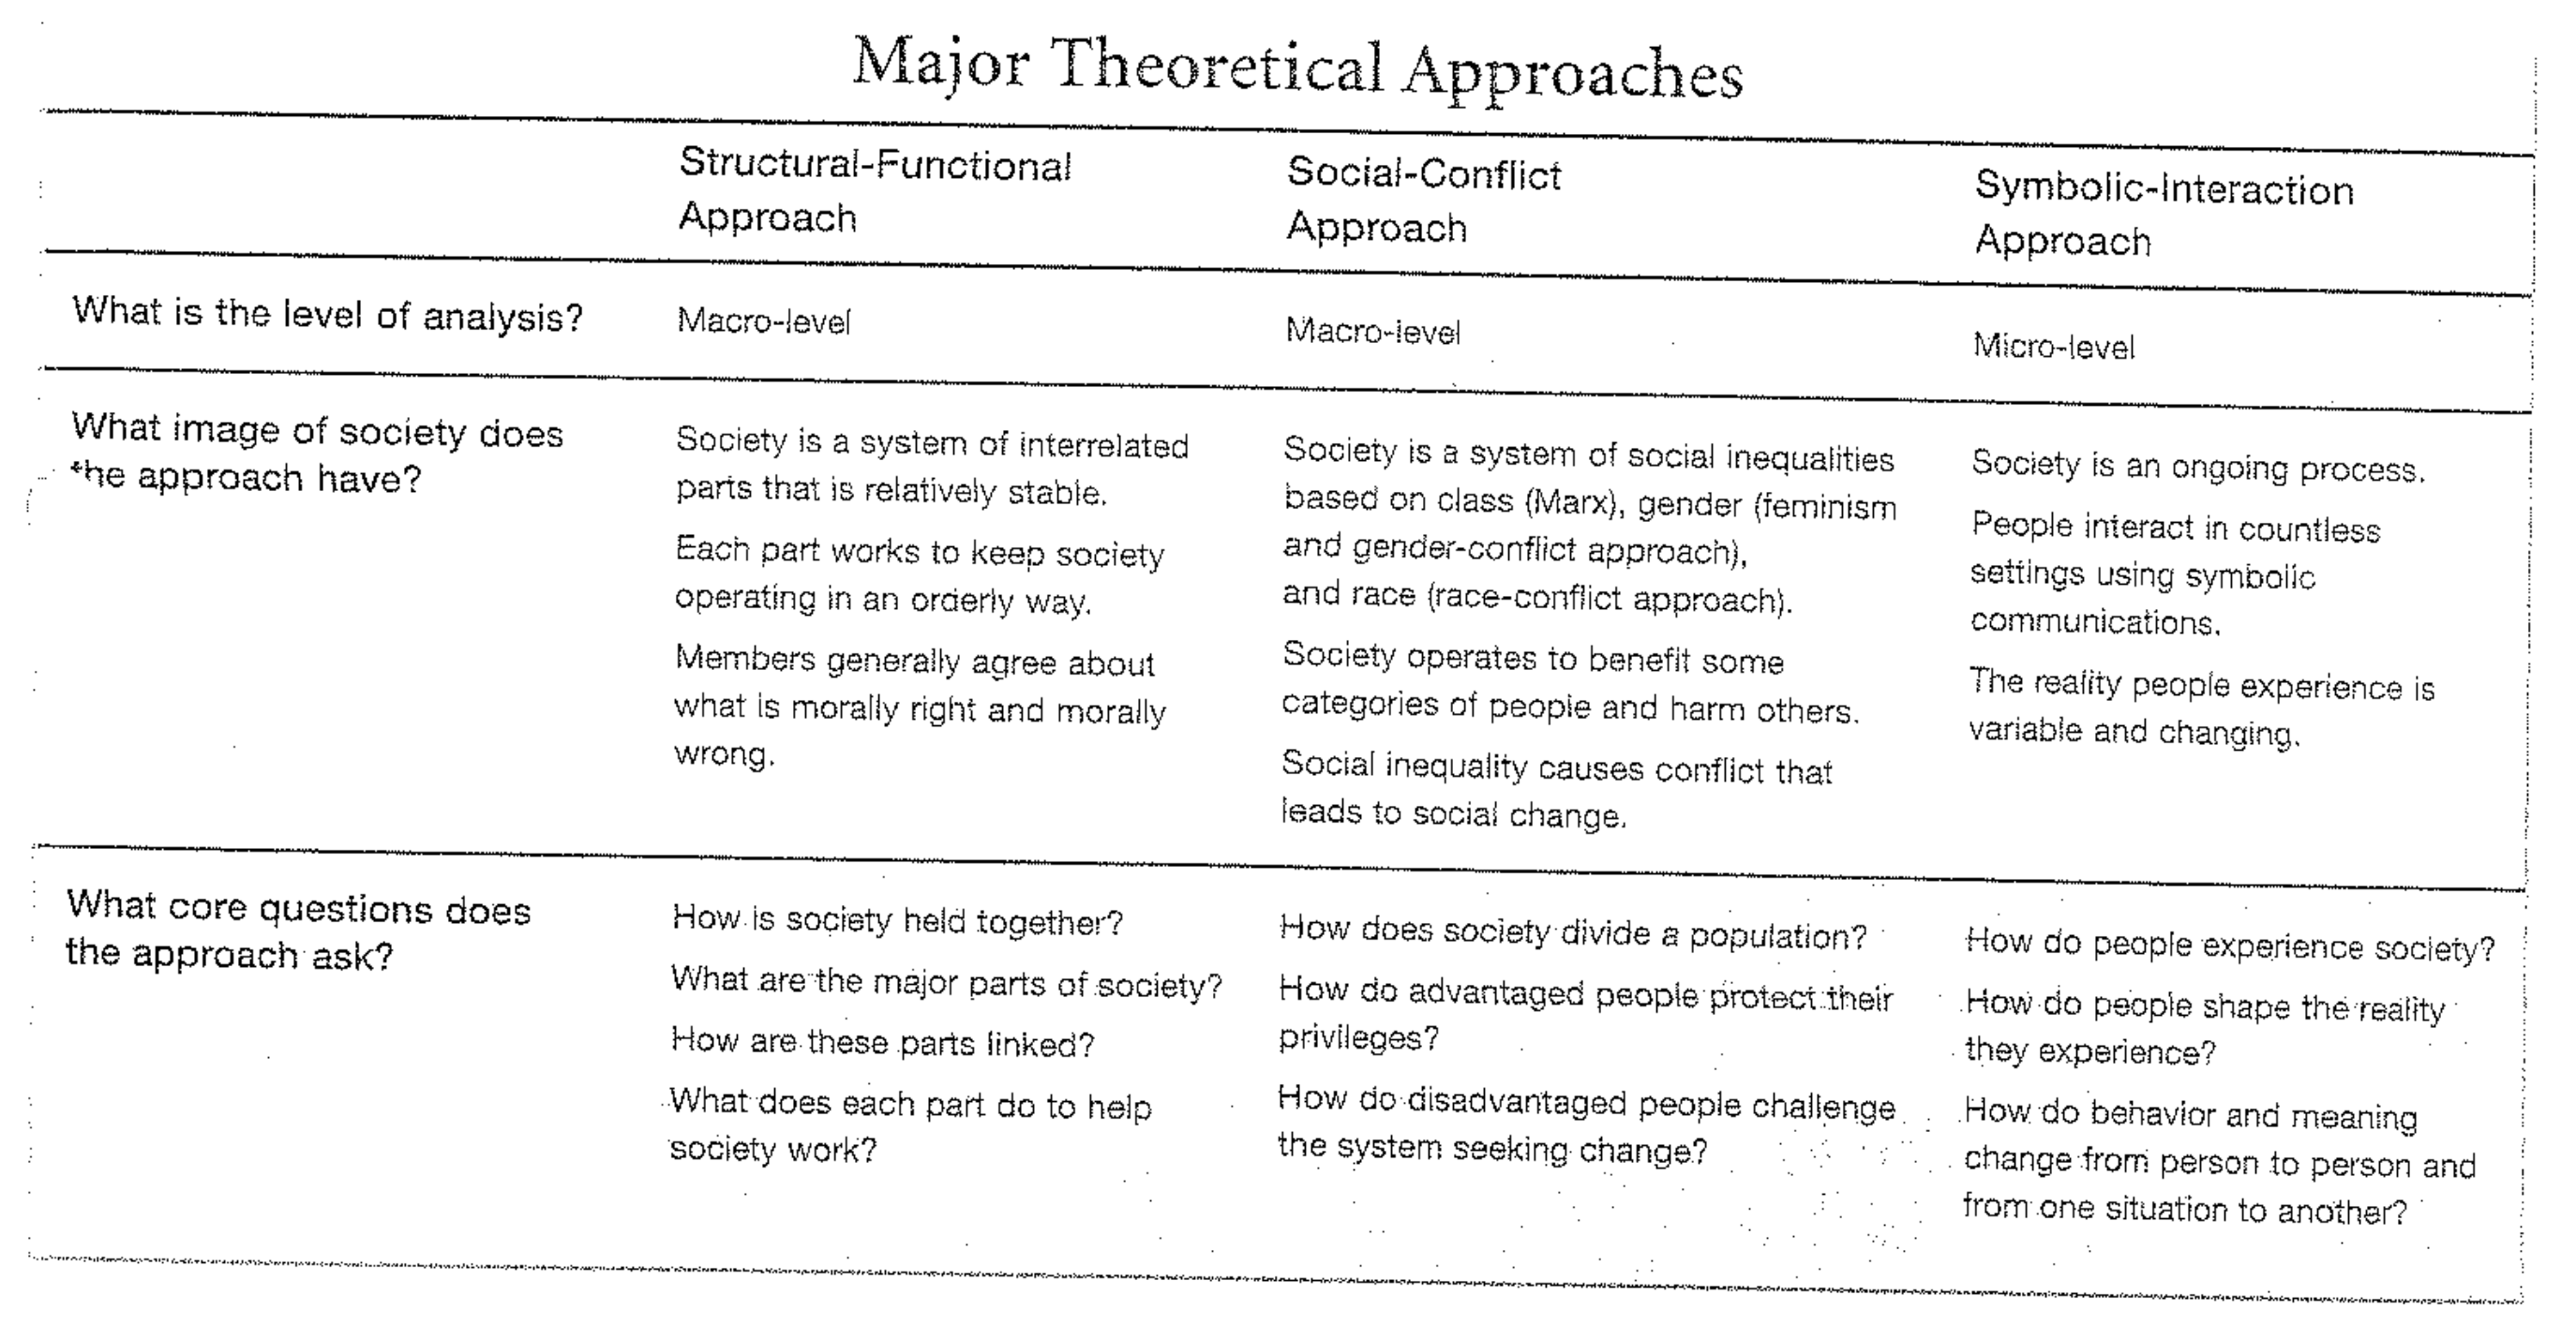 Major Theoretical Approaches
Structural-Functional
Approach
Social-Conflict
Approach
Symbolic-Interaction
Approach
What is the level of analysis?
Macro-level
Macro-level
Micro-level
What image of society does
the approach have?
Society is a system of interrelated
parts that is relatively stable.
Each part works to keep society
operating in an orderly way.
Members generally agree about
what is morally right and morally
wrong.
Society is a system of social inequalities
based on class (Marx), gender (feminism
and gender-conflict approach),
and race (race-conflict approach).
Society operates to benefit some
categories of people and harm others.
Social inequality causes conflict that
leads to social change.
Society is an ongoing process.
People interact in countless
settings using symbolic
communications.
The reality people experience is
variable and changing.
What core questions does
the approach ask?
How is society held together?
What are the major parts of society?
How are these parts linked?
What does each part do to help
society work?
How does society divide a population?
How do advantaged people protect their
privileges?
How do disadvantaged people challenge
the system seeking change?
How do people experience society?
How do people shape the reality
they experience?
How do behavior and meaning
change from person to person and
from one situation to another?